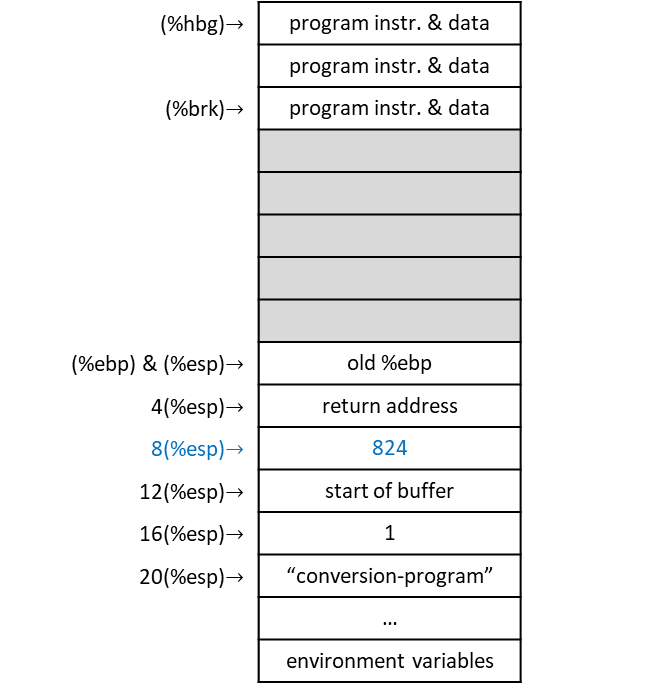 (%hbg)→ program instr. & data
program instr. & data
(%brk)→ program instr. & data
(%ebp) & (%esp)→ old %ebp
4(%esp)→ return address
8(%esp)→ 824
12(%esp)→ start of buffer
16(%esp)→ 1
20(%esp)→ “conversion-program”
...
environment variables